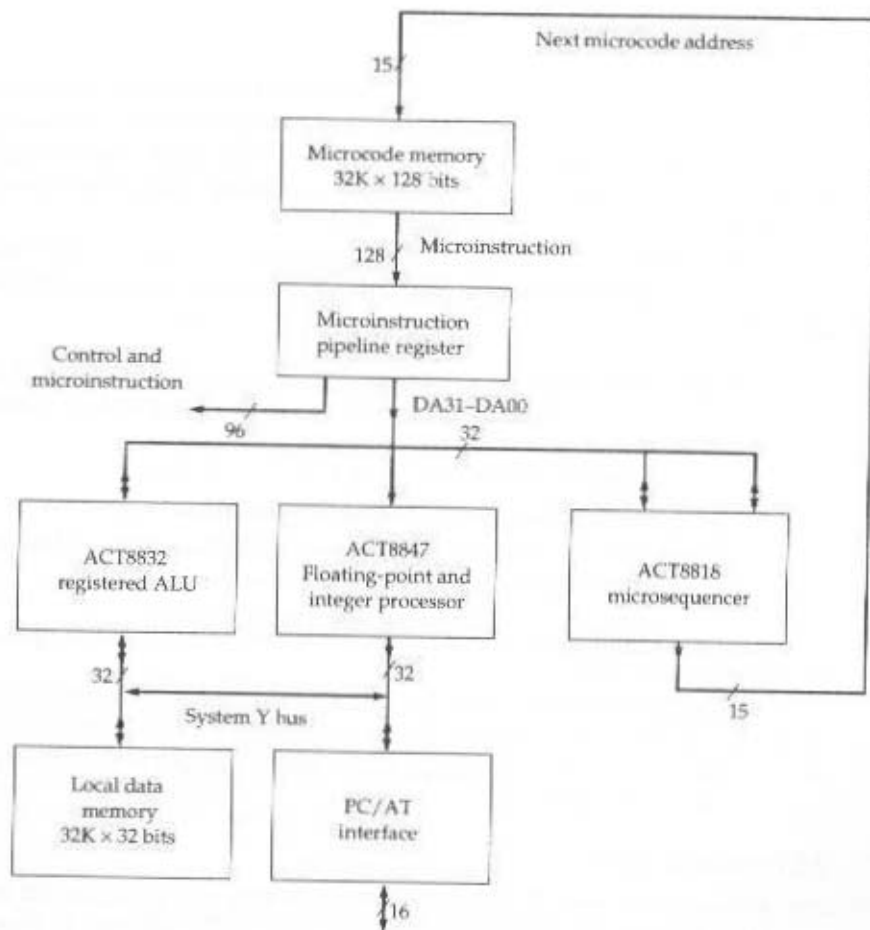 Next microcode address
15
Microcode memory
32K × 128 bits
128
Microinstruction
Microinstruction
pipeline register
Control and
microinstruction
DA31–DA00
96
32
ACT8832
registered ALU
ACT8847
Floating-point and
integer processor
ACT8818
microsequencer
32
32
System Y bus
15
Local data
memory
32K × 32 bits
PC/AT
interface
16